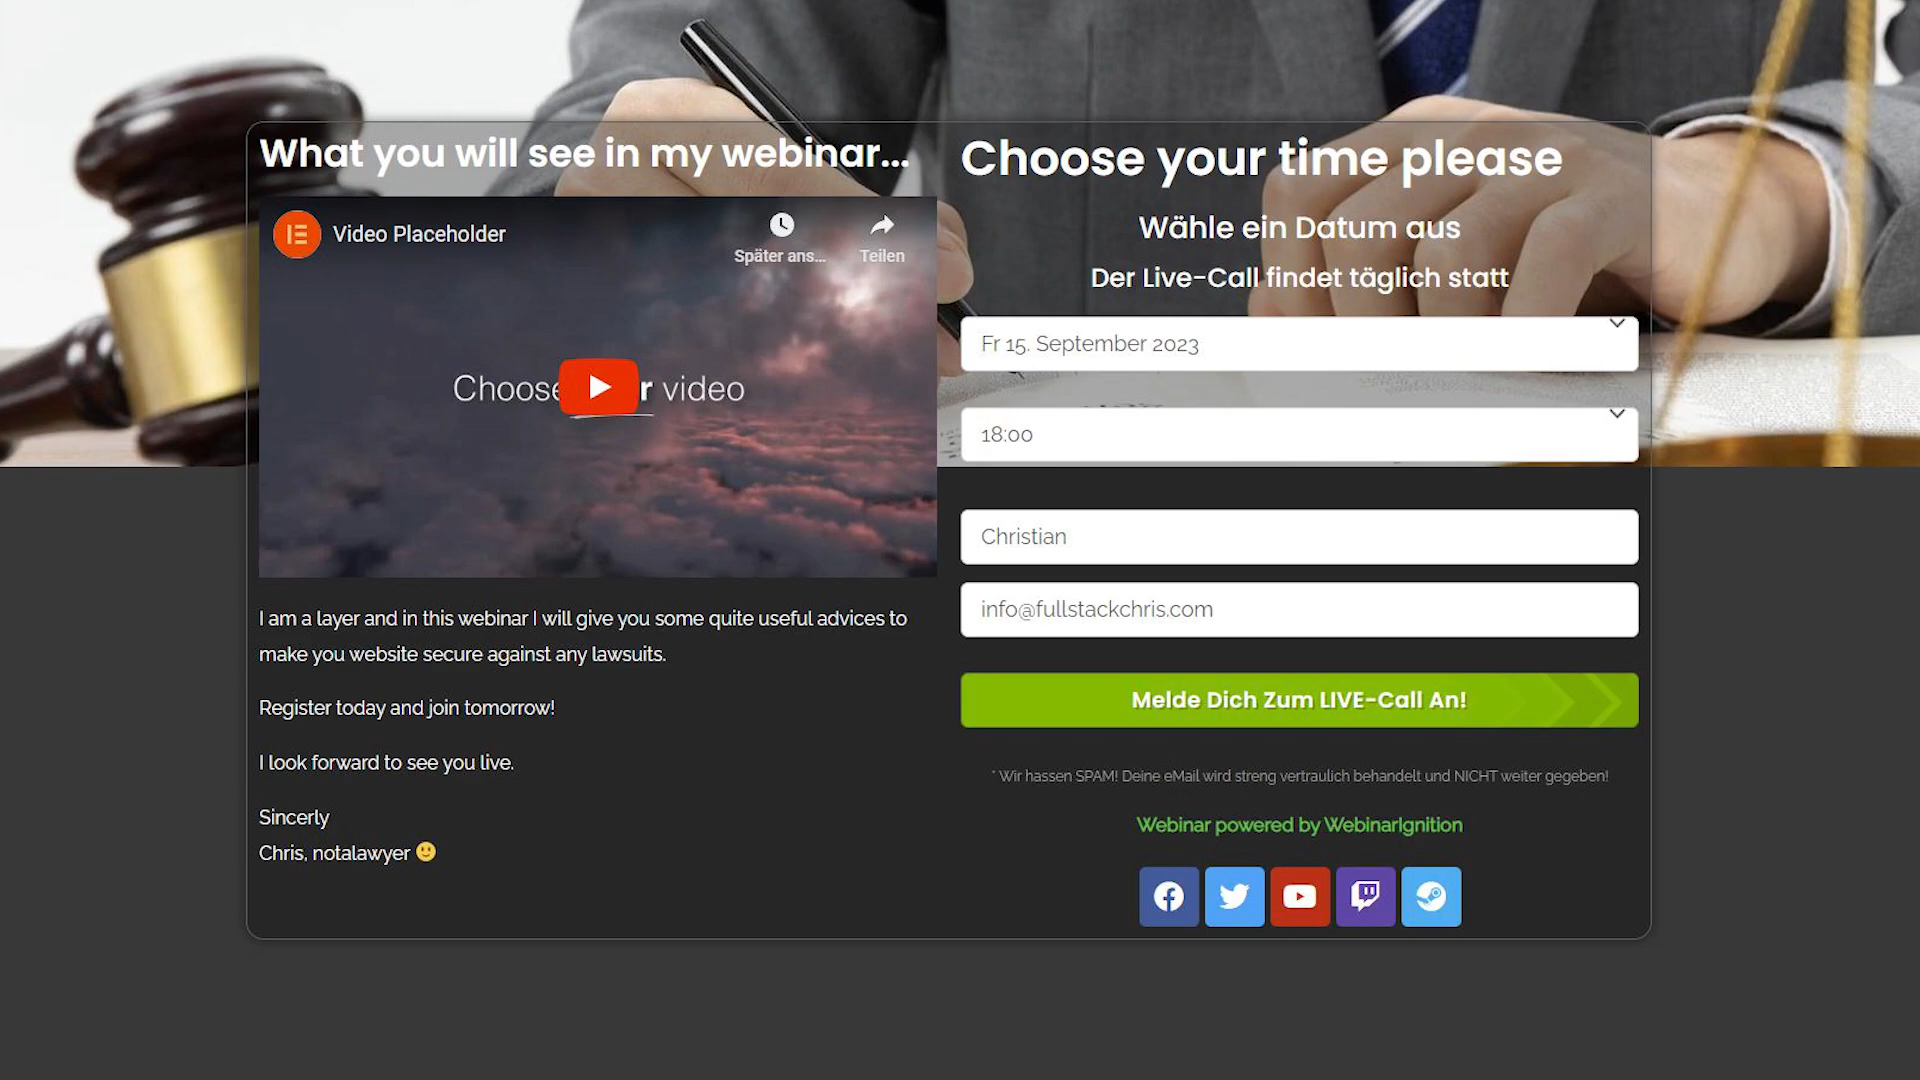 What you will see in my webinar...
Video Placeholder
Später ans...
Teilen
Choose r video
I am a layer and in this webinar I will give you some quite useful advices to
make you website secure against any lawsuits.
Register today and join tomorrow!
I look forward to see you live.
Sincerly
Chris, notalawyer 🙂
Choose your time please
Wähle ein Datum aus
Der Live-Call findet täglich statt
Fr 15. September 2023
18:00
Christian
info@fullstackchris.com
Melde Dich Zum LIVE-Call An!
* Wir hassen SPAM! Deine eMail wird streng vertraulich behandelt und NICHT weiter gegeben!
Webinar powered by WebinarIgnition